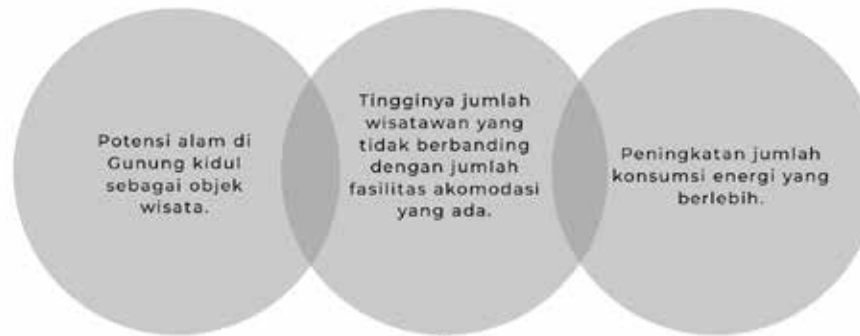 Potensi alam di
Gunung kidul
sebagai objek
wisata.
Tingginya jumlah
wisatawan yang
tidak berbanding
dengan jumlah
fasilitas akomodasi
yang ada.
Peningkatan jumlah
konsumsi energi yang
berlebih.